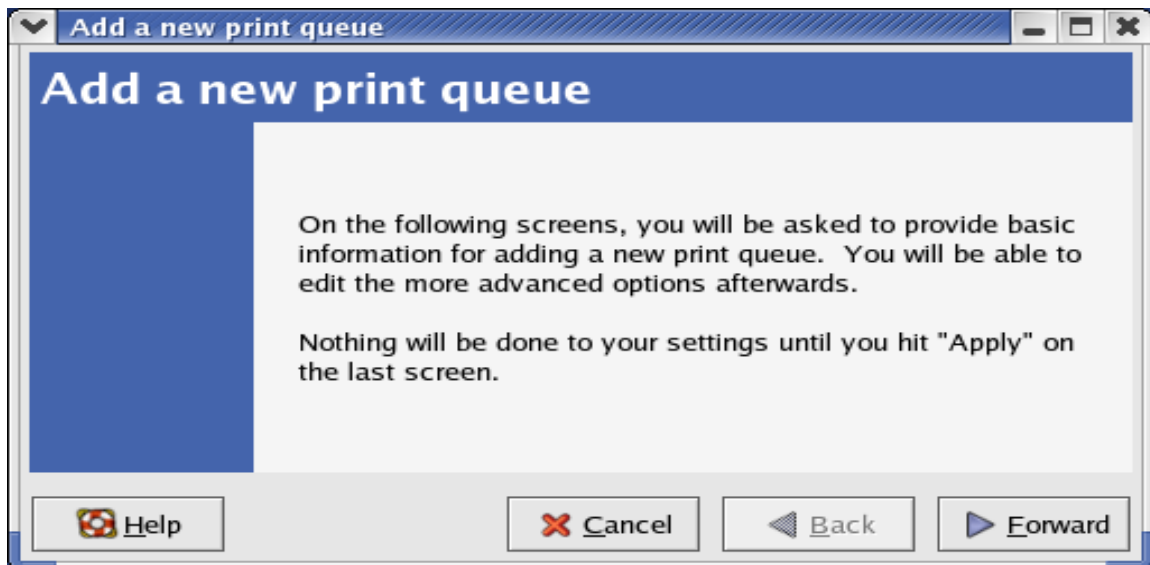 Add a new print queue
Add a new print queue
On the following screens, you will be asked to provide basic
information for adding a new print queue.  You will be able to
edit the more advanced options afterwards.
Nothing will be done to your settings until you hit "Apply" on
the last screen.
Help
Cancel
Back
Forward